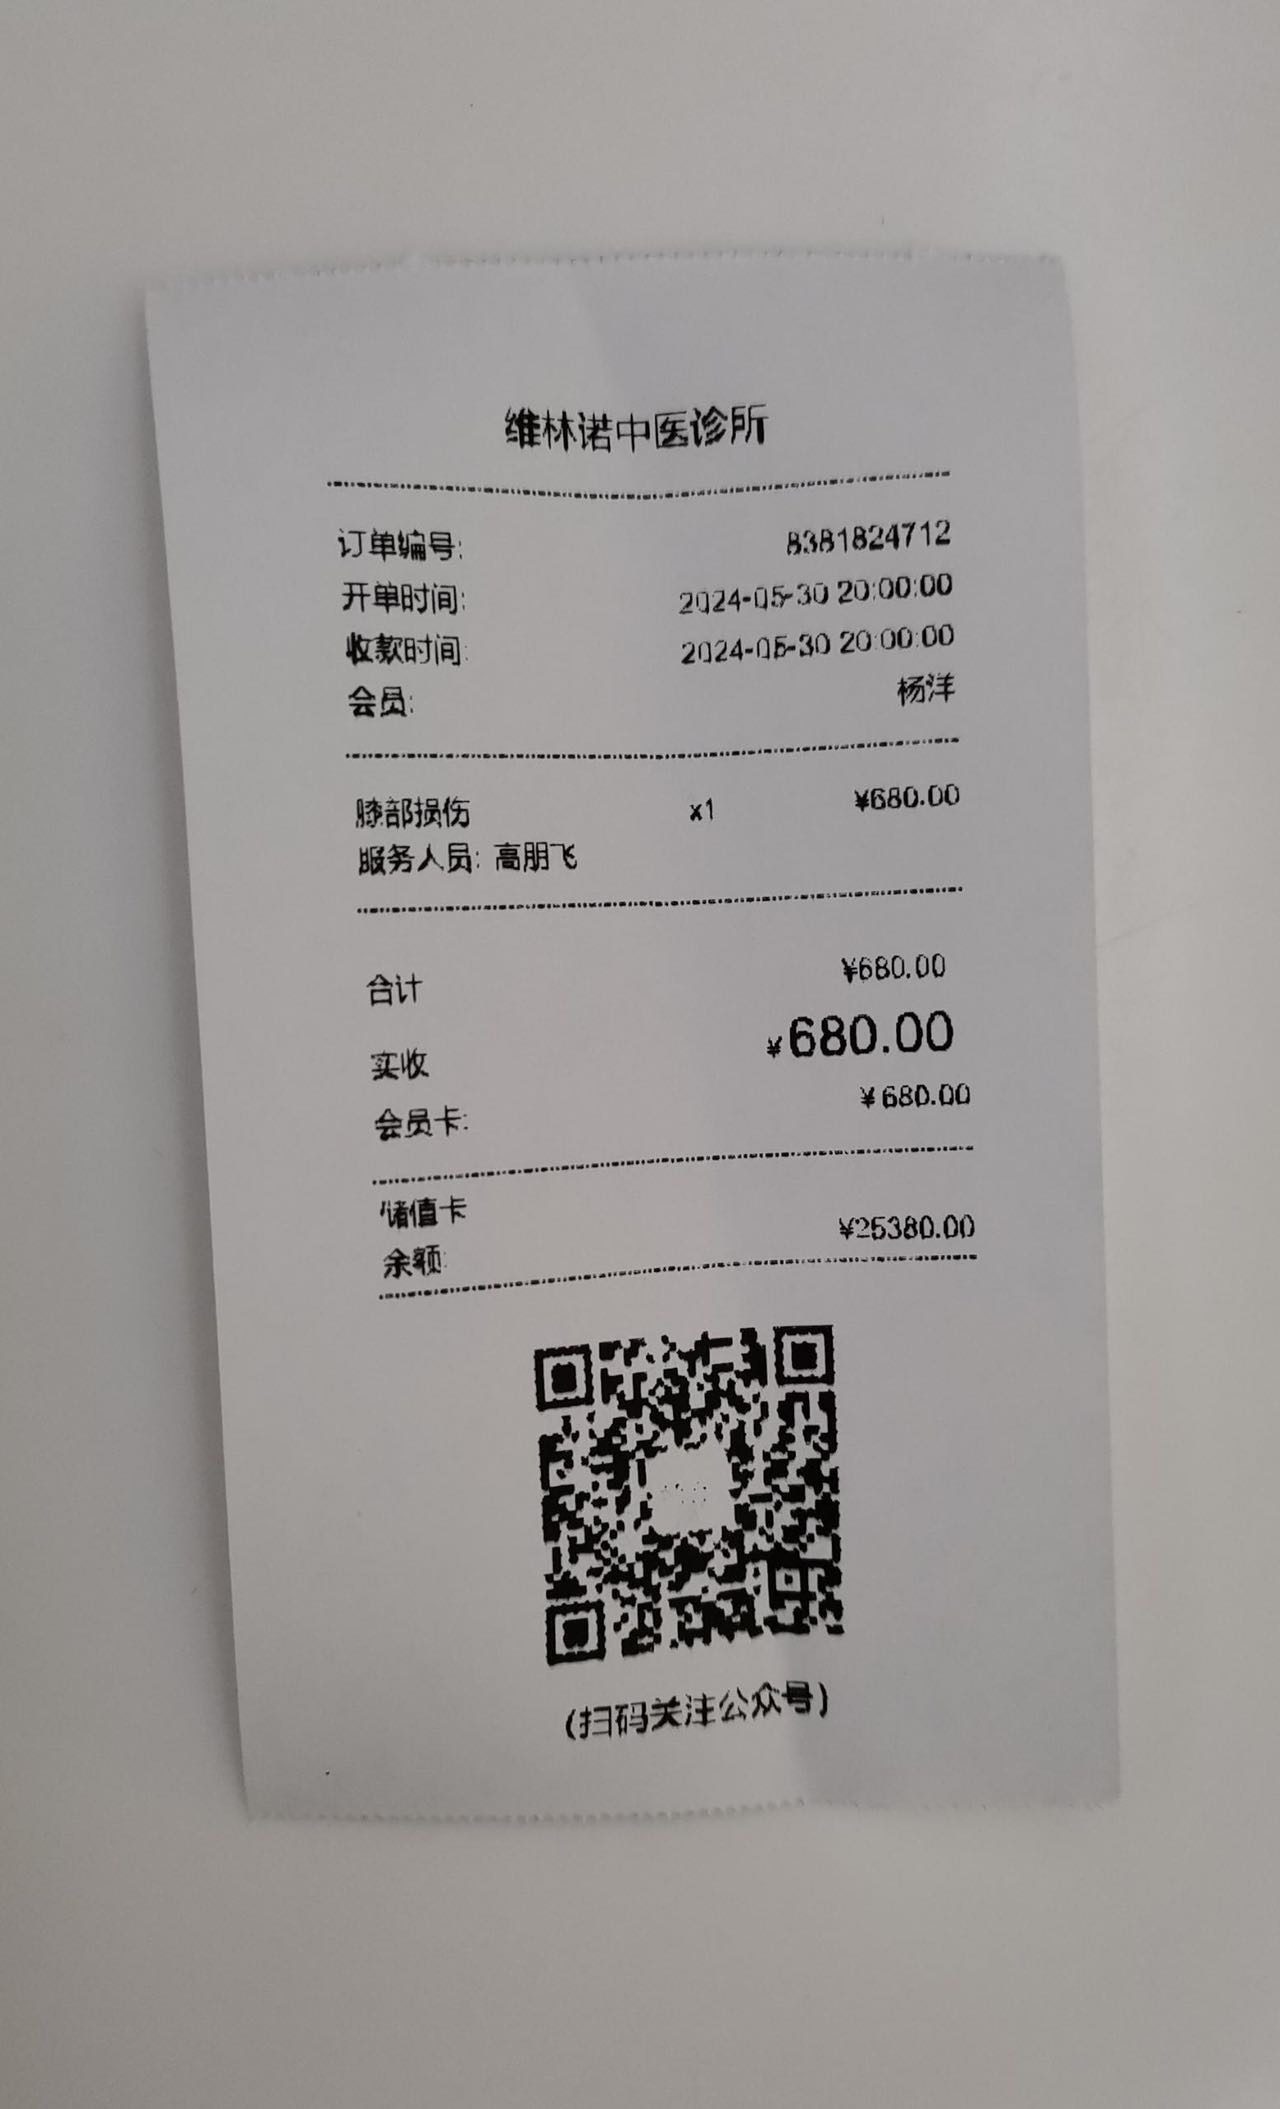 维林诺中医诊所
订单编号: 8381824712
开单时间: 2024-05-30 20:00:00
收款时间: 2024-05-30 20:00:00
会员: 杨洋
膝部损伤 x1 ¥680.00
服务人员: 高朋飞
合计 ¥680.00
实收 ¥680.00
会员卡: ¥680.00
储值卡
余额: ¥25380.00
(扫码关注公众号)